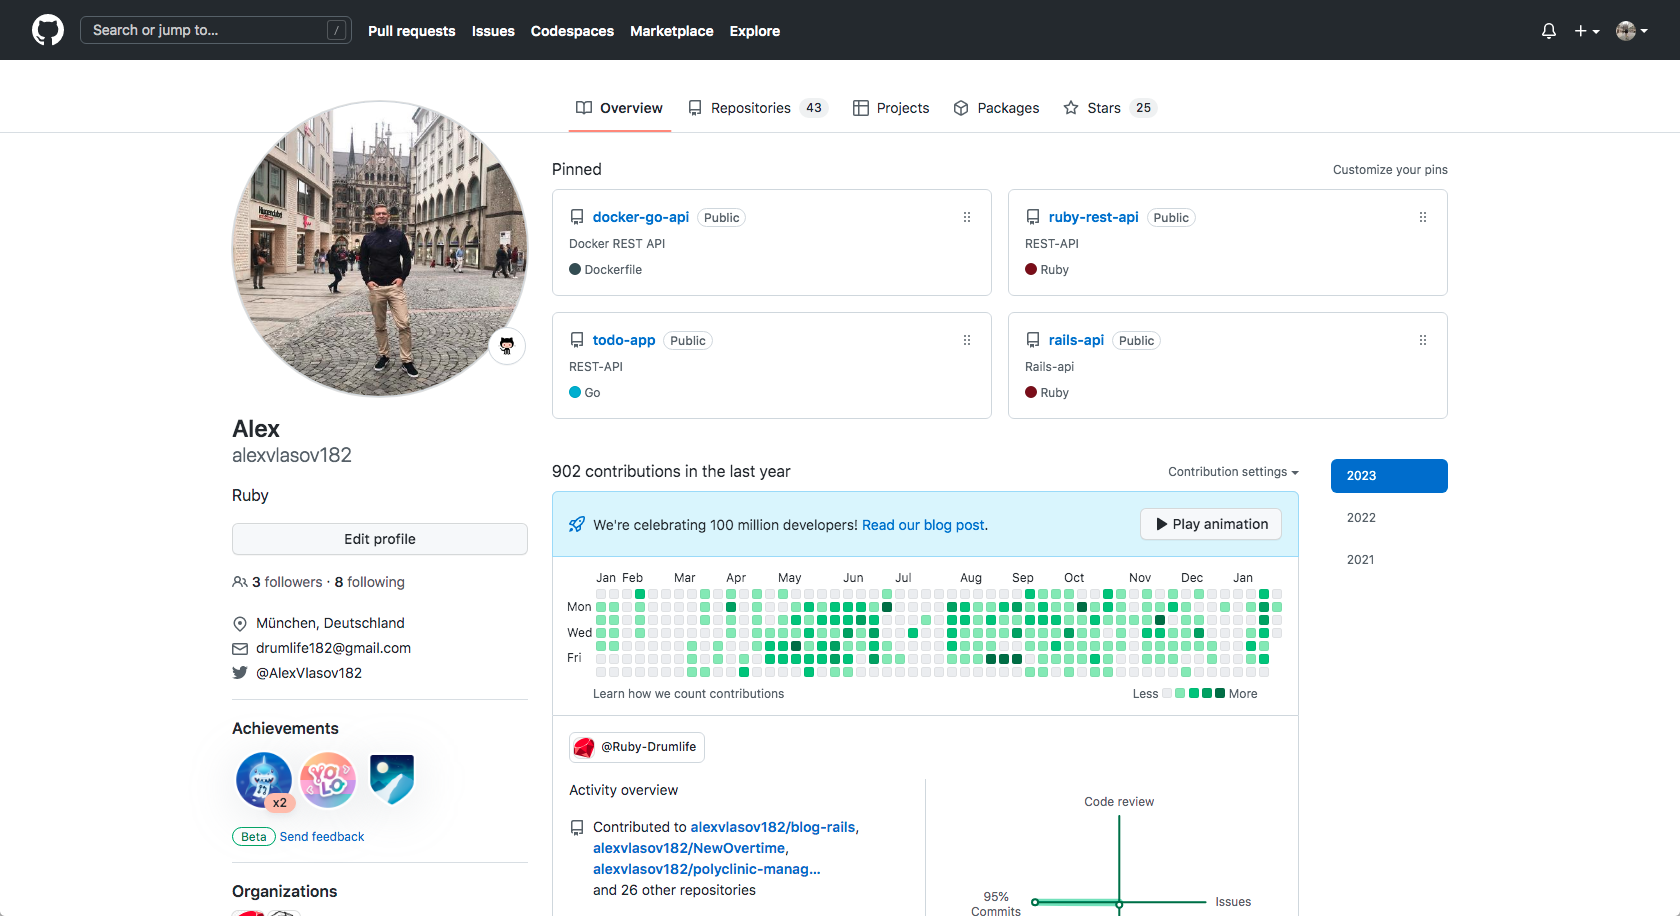 Search or jump to...
/
Pull requests
Issues
Codespaces
Marketplace
Explore
Overview
Repositories 43
Projects
Packages
Stars 25
Alex
alexvlasov182
Ruby
Edit profile
3 followers · 8 following
München, Deutschland
drumlife182@gmail.com
@AlexVlasov182
Achievements
YOLO
x2
Beta Send feedback
Organizations
Pinned
Customize your pins
docker-go-api Public
Docker REST API
Dockerfile
ruby-rest-api Public
REST-API
Ruby
todo-app Public
REST-API
Go
rails-api Public
Rails-api
Ruby
902 contributions in the last year
Contribution settings
2023
2022
2021
We're celebrating 100 million developers! Read our blog post.
Play animation
Jan Feb Mar Apr May Jun Jul Aug Sep Oct Nov Dec Jan
Mon
Wed
Fri
Learn how we count contributions
Less More
@Ruby-Drumlife
Activity overview
Contributed to alexvlasov182/blog-rails,
alexvlasov182/NewOvertime,
alexvlasov182/polyclinic-manag...
and 26 other repositories
Code review
95%
Commits
Issues